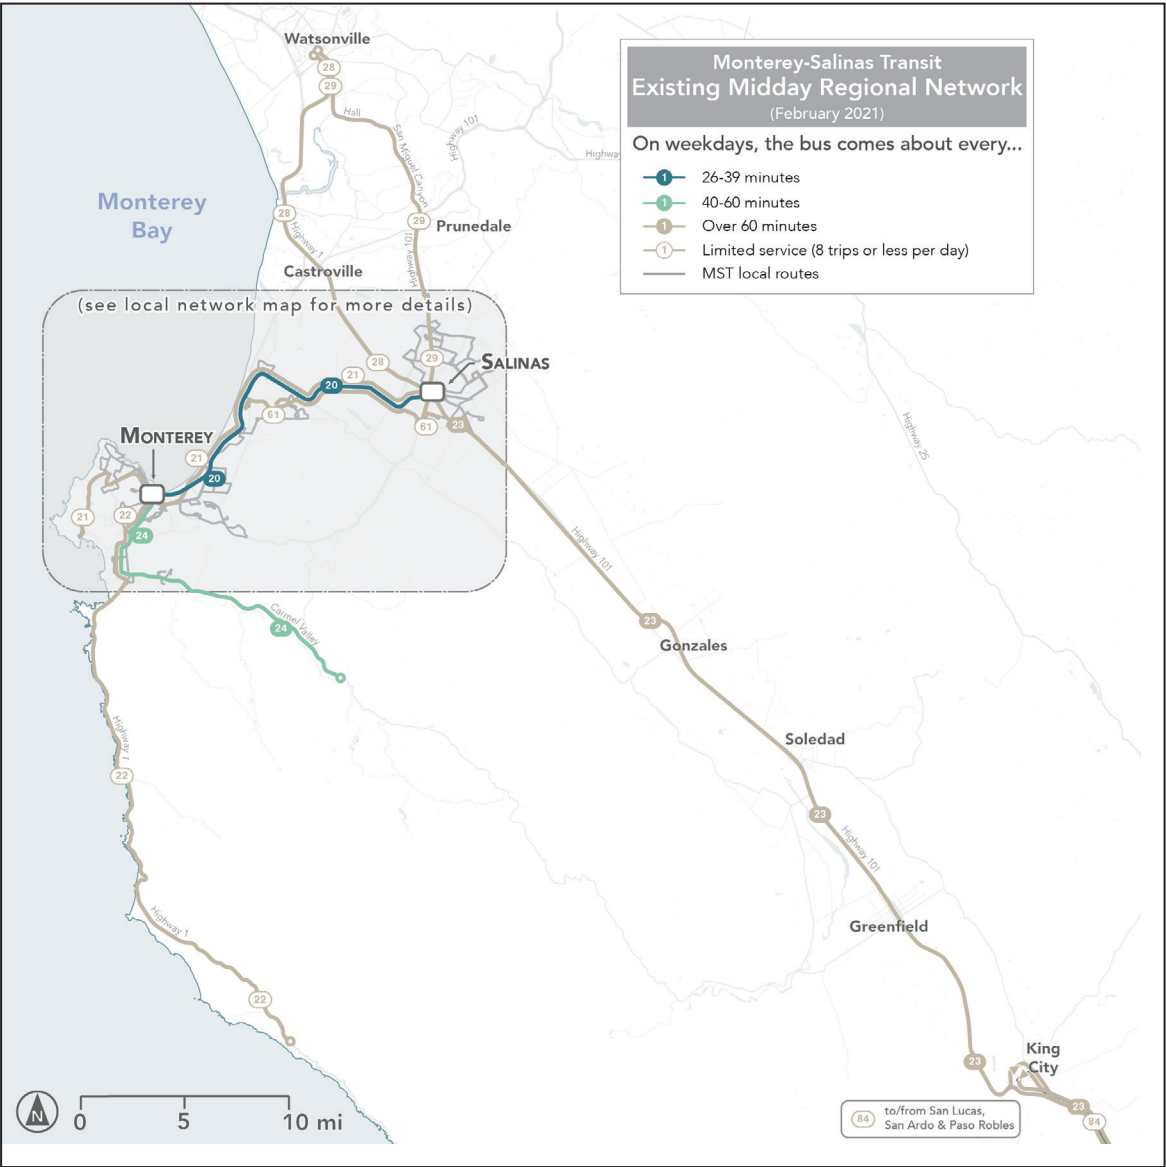 Watsonville
28
29
Hall
San Miguel Canyon
Highway 101
Highway
Monterey-Salinas Transit
Existing Midday Regional Network
(February 2021)
On weekdays, the bus comes about every...
1 26-39 minutes
1 40-60 minutes
1 Over 60 minutes
1 Limited service (8 trips or less per day)
MST local routes
Monterey
Bay
28
29
Prunedale
Highway 1
Highway 101
Castroville
(see local network map for more details)
29
28
21
20
SALINAS
61
61
23
MONTEREY
21
20
21
22
24
Highway 25
Highway 101
Carmel Valley
24
23
Gonzales
Highway 1
22
Soledad
23
Highway 101
Highway 1
Greenfield
22
King
City
23
23
84
84 to/from San Lucas,
San Ardo & Paso Robles
N
0 5 10 mi